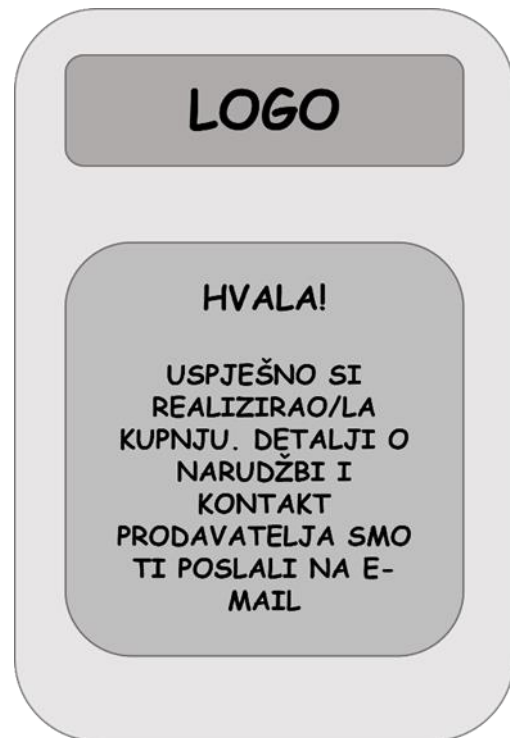 LOGO
HVALA!
USPJEŠNO SI
REALIZIRAO/LA
KUPNJU. DETALJI O
NARUDŽBI I
KONTAKT
PRODAVATELJA SMO
TI POSLALI NA E-
MAIL